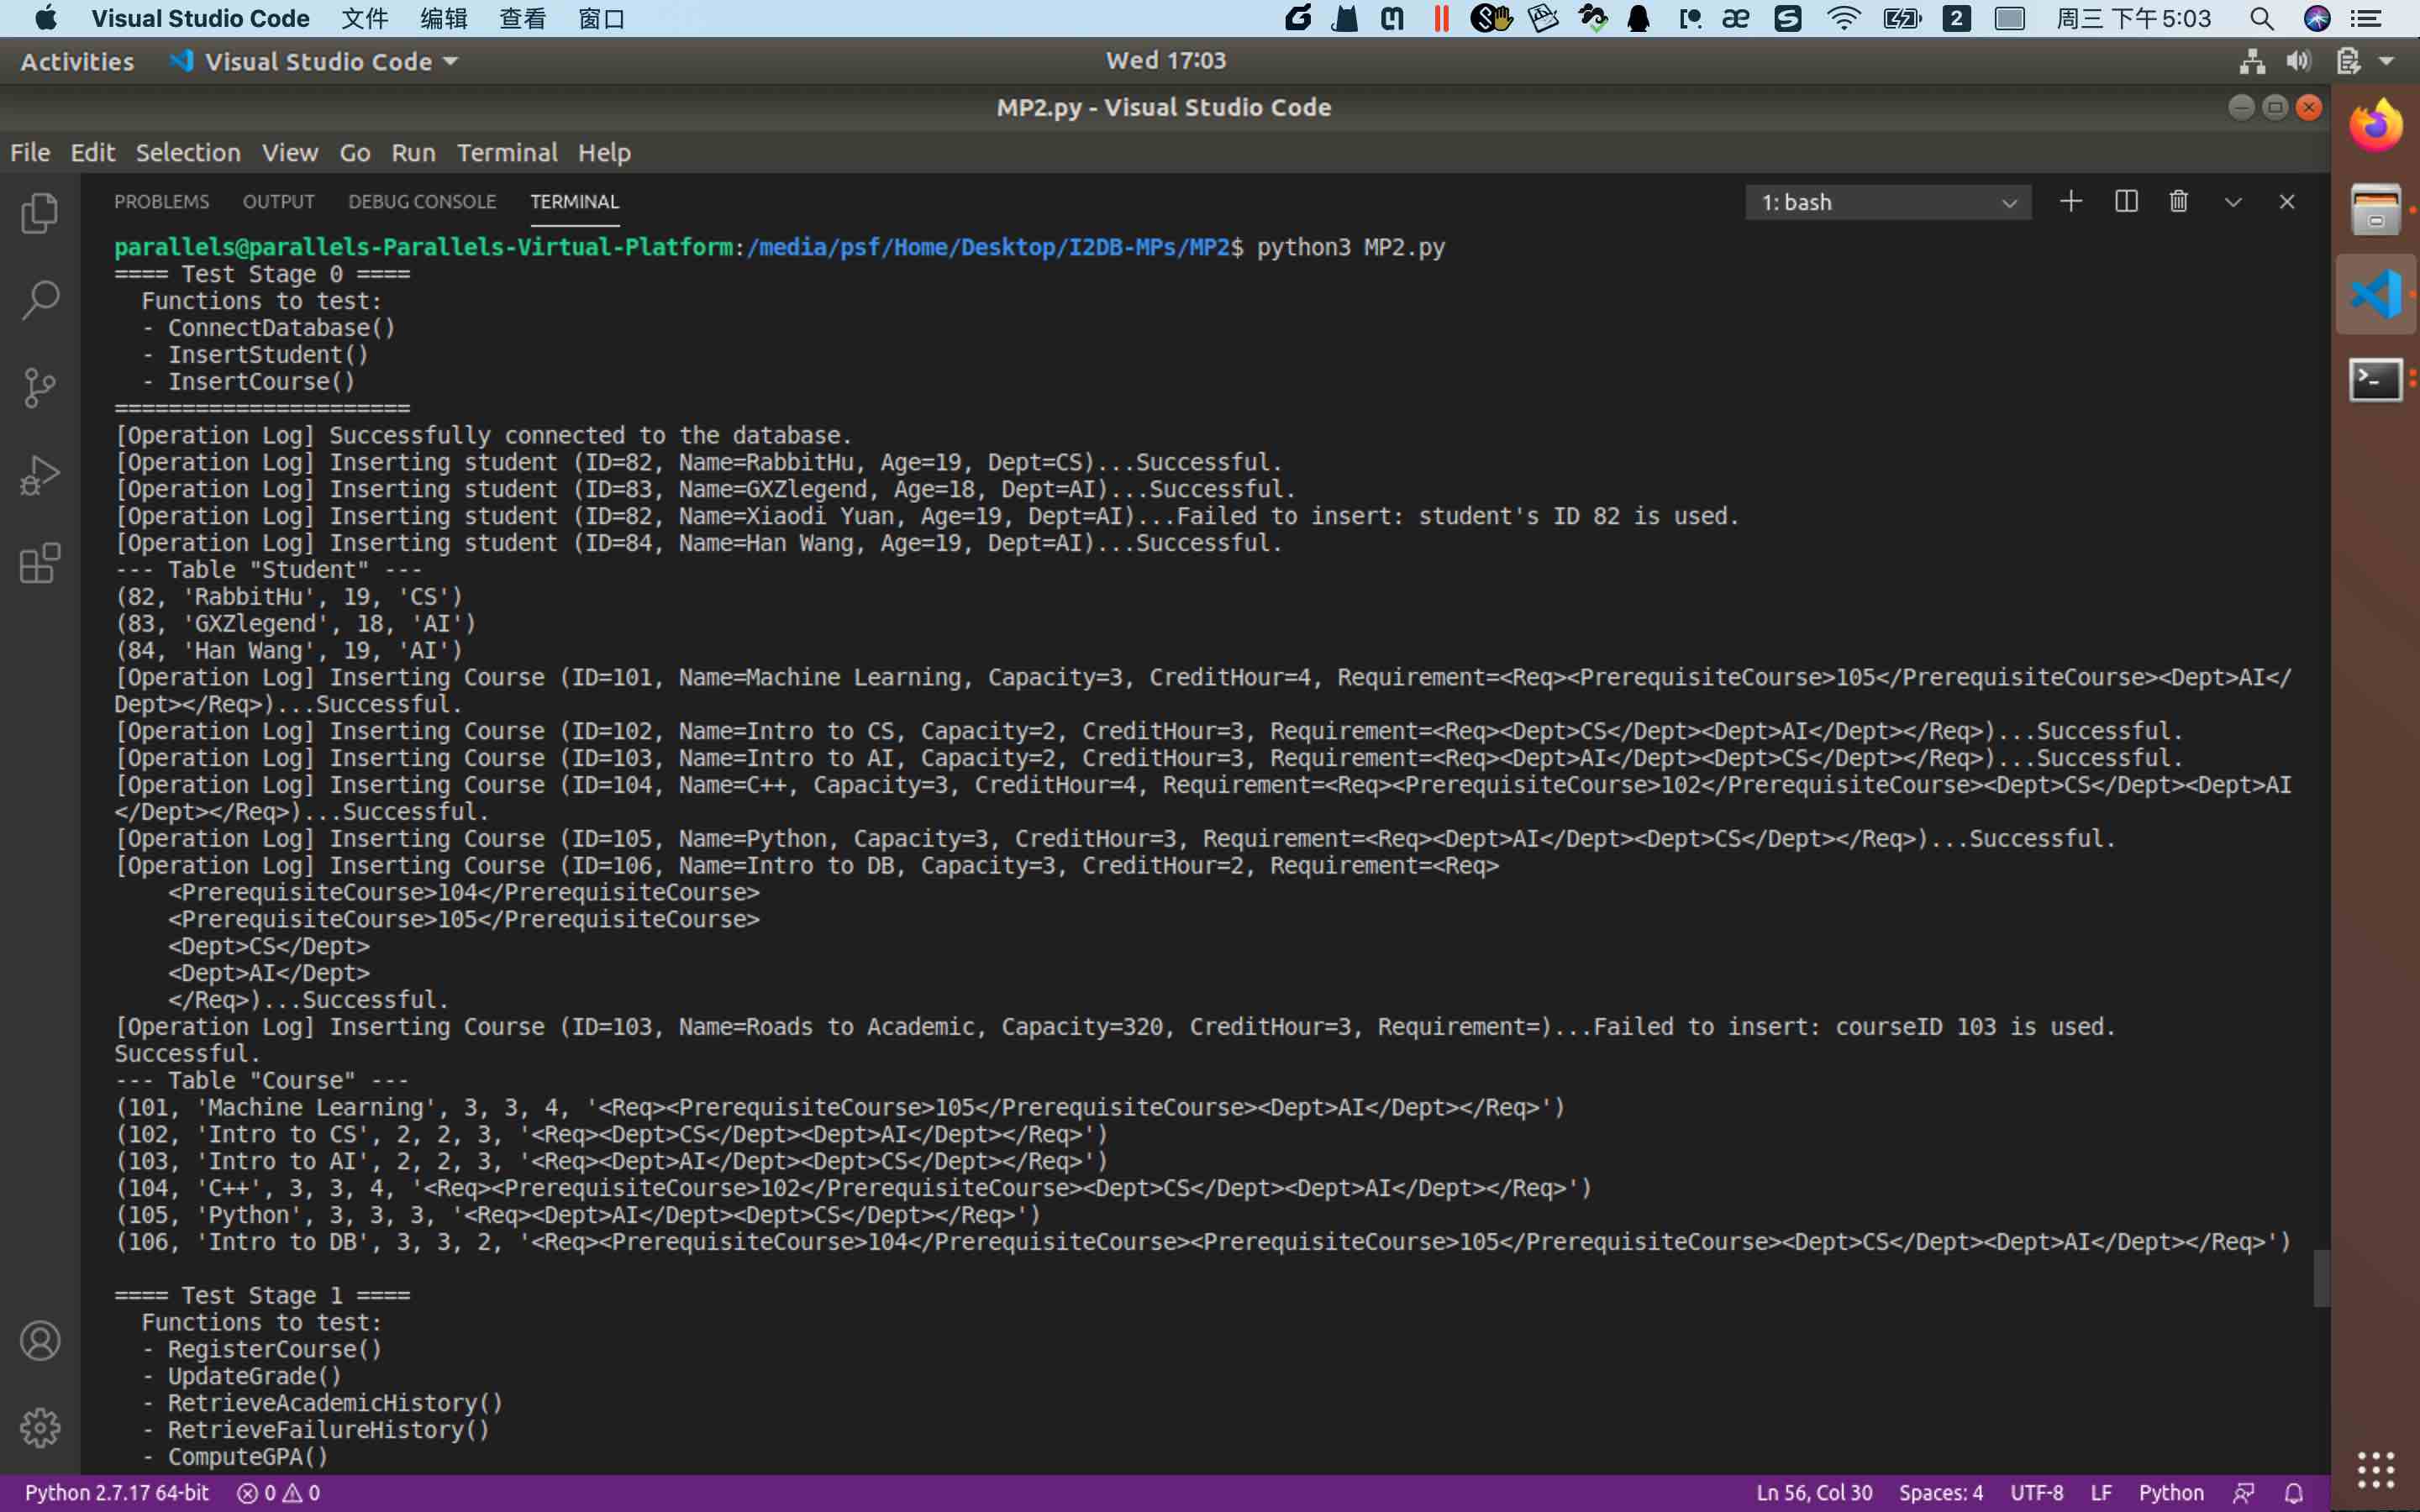 Visual Studio Code 文件 编辑 查看 窗口 2 周三 下午5:03
Activities Visual Studio Code Wed 17:03
MP2.py - Visual Studio Code
File Edit Selection View Go Run Terminal Help
PROBLEMS OUTPUT DEBUG CONSOLE TERMINAL 1: bash
parallels@parallels-Parallels-Virtual-Platform:/media/psf/Home/Desktop/I2DB-MPs/MP2$ python3 MP2.py
==== Test Stage 0 ====
  Functions to test:
  - ConnectDatabase()
  - InsertStudent()
  - InsertCourse()
======================
[Operation Log] Successfully connected to the database.
[Operation Log] Inserting student (ID=82, Name=RabbitHu, Age=19, Dept=CS)...Successful.
[Operation Log] Inserting student (ID=83, Name=GXZlegend, Age=18, Dept=AI)...Successful.
[Operation Log] Inserting student (ID=82, Name=Xiaodi Yuan, Age=19, Dept=AI)...Failed to insert: student's ID 82 is used.
[Operation Log] Inserting student (ID=84, Name=Han Wang, Age=19, Dept=AI)...Successful.
--- Table "Student" ---
(82, 'RabbitHu', 19, 'CS')
(83, 'GXZlegend', 18, 'AI')
(84, 'Han Wang', 19, 'AI')
[Operation Log] Inserting Course (ID=101, Name=Machine Learning, Capacity=3, CreditHour=4, Requirement=<Req><PrerequisiteCourse>105</PrerequisiteCourse><Dept>AI</
Dept></Req>)...Successful.
[Operation Log] Inserting Course (ID=102, Name=Intro to CS, Capacity=2, CreditHour=3, Requirement=<Req><Dept>CS</Dept><Dept>AI</Dept></Req>)...Successful.
[Operation Log] Inserting Course (ID=103, Name=Intro to AI, Capacity=2, CreditHour=3, Requirement=<Req><Dept>AI</Dept><Dept>CS</Dept></Req>)...Successful.
[Operation Log] Inserting Course (ID=104, Name=C++, Capacity=3, CreditHour=4, Requirement=<Req><PrerequisiteCourse>102</PrerequisiteCourse><Dept>CS</Dept><Dept>AI
</Dept></Req>)...Successful.
[Operation Log] Inserting Course (ID=105, Name=Python, Capacity=3, CreditHour=3, Requirement=<Req><Dept>AI</Dept><Dept>CS</Dept></Req>)...Successful.
[Operation Log] Inserting Course (ID=106, Name=Intro to DB, Capacity=3, CreditHour=2, Requirement=<Req>
    <PrerequisiteCourse>104</PrerequisiteCourse>
    <PrerequisiteCourse>105</PrerequisiteCourse>
    <Dept>CS</Dept>
    <Dept>AI</Dept>
    </Req>)...Successful.
[Operation Log] Inserting Course (ID=103, Name=Roads to Academic, Capacity=320, CreditHour=3, Requirement=)...Failed to insert: courseID 103 is used.
Successful.
--- Table "Course" ---
(101, 'Machine Learning', 3, 3, 4, '<Req><PrerequisiteCourse>105</PrerequisiteCourse><Dept>AI</Dept></Req>')
(102, 'Intro to CS', 2, 2, 3, '<Req><Dept>CS</Dept><Dept>AI</Dept></Req>')
(103, 'Intro to AI', 2, 2, 3, '<Req><Dept>AI</Dept><Dept>CS</Dept></Req>')
(104, 'C++', 3, 3, 4, '<Req><PrerequisiteCourse>102</PrerequisiteCourse><Dept>CS</Dept><Dept>AI</Dept></Req>')
(105, 'Python', 3, 3, 3, '<Req><Dept>AI</Dept><Dept>CS</Dept></Req>')
(106, 'Intro to DB', 3, 3, 2, '<Req><PrerequisiteCourse>104</PrerequisiteCourse><PrerequisiteCourse>105</PrerequisiteCourse><Dept>CS</Dept><Dept>AI</Dept></Req>')
==== Test Stage 1 ====
  Functions to test:
  - RegisterCourse()
  - UpdateGrade()
  - RetrieveAcademicHistory()
  - RetrieveFailureHistory()
  - ComputeGPA()
Python 2.7.17 64-bit 0 0 Ln 56, Col 30 Spaces: 4 UTF-8 LF Python